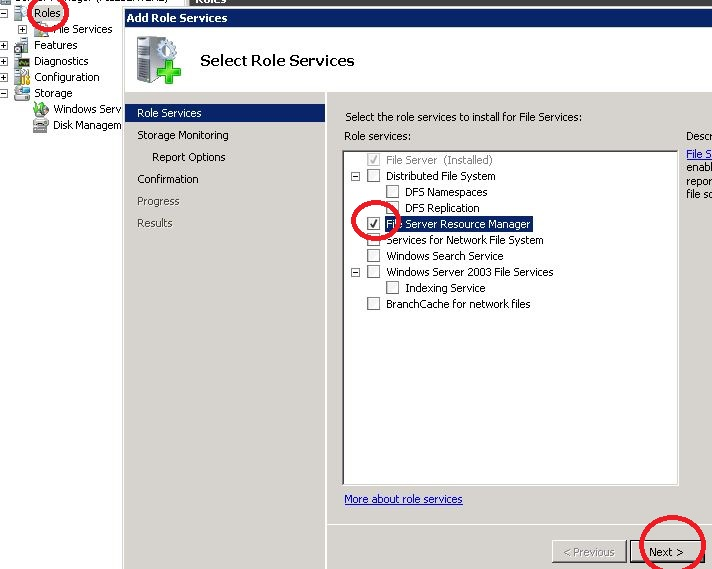 Roles
Roles
File Services
Features
Diagnostics
Configuration
Storage
Windows Serv
Disk Managem
Add Role Services
Select Role Services
Role Services
Storage Monitoring
Report Options
Confirmation
Progress
Results
Select the role services to install for File Services:
Role services:
File Server (Installed)
Distributed File System
DFS Namespaces
DFS Replication
File Server Resource Manager
Services for Network File System
Windows Search Service
Windows Server 2003 File Services
Indexing Service
BranchCache for network files
More about role services
Descr
File S
enabl
repor
file sc
< Previous
Next >